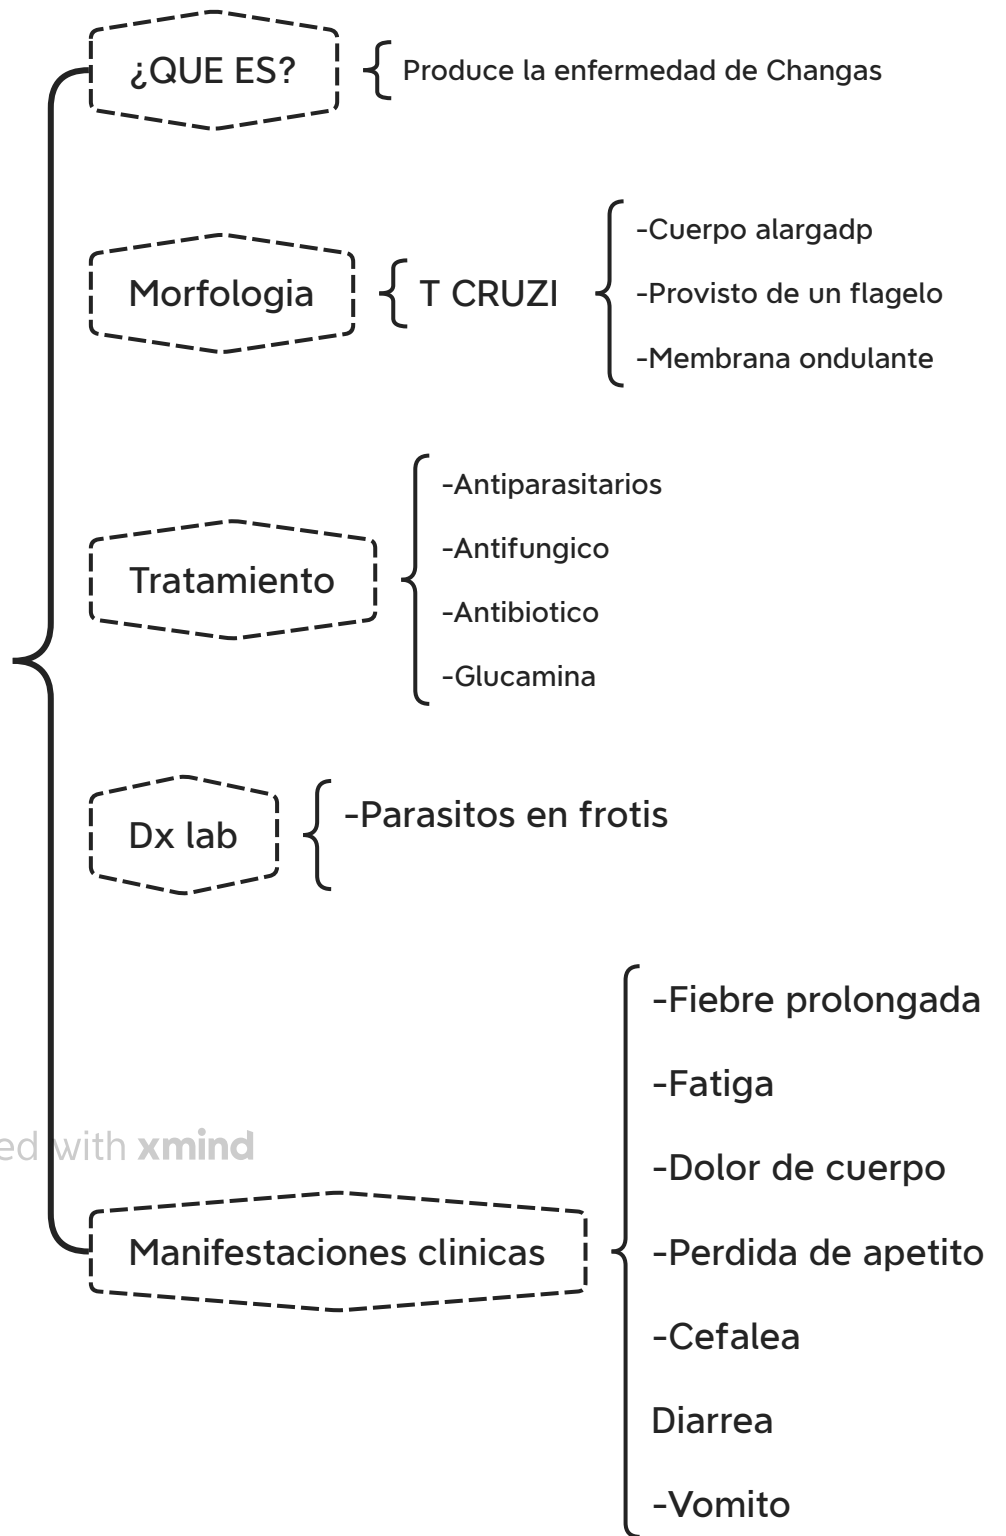 ¿QUE ES?
Produce la enfermedad de Changas
Morfologia
T CRUZI
-Cuerpo alargadp
-Provisto de un flagelo
-Membrana ondulante
Tratamiento
-Antiparasitarios
-Antifungico
-Antibiotico
-Glucamina
Dx lab
-Parasitos en frotis
Manifestaciones clinicas
-Fiebre prolongada
-Fatiga
-Dolor de cuerpo
-Perdida de apetito
-Cefalea
Diarrea
-Vomito
ed with xmind